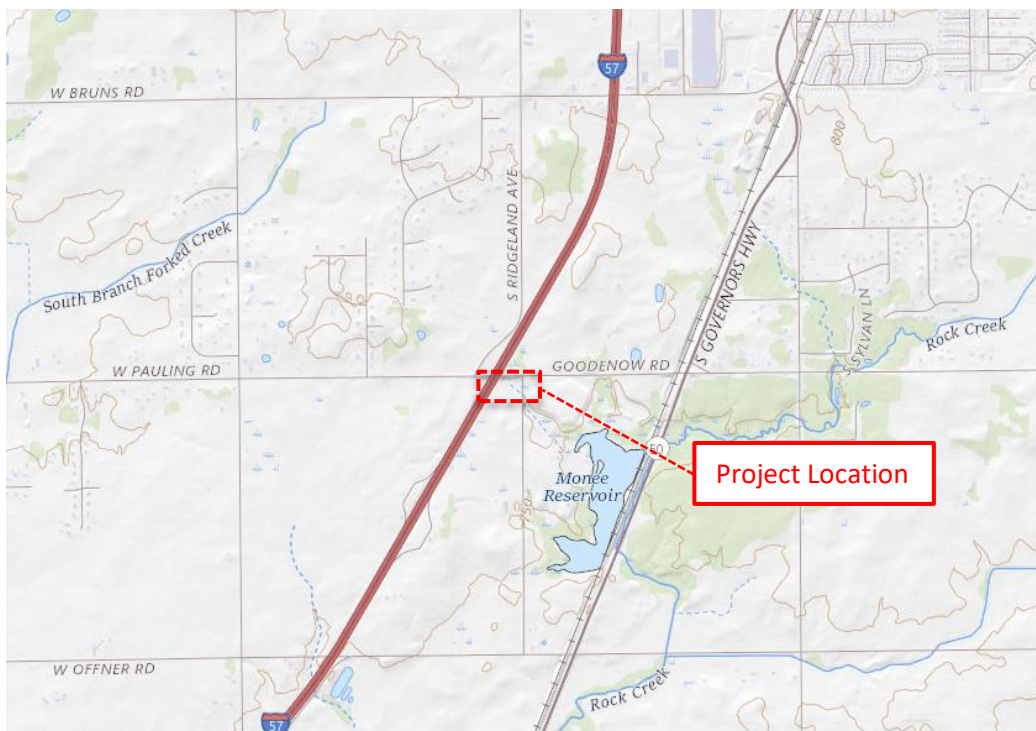 57
W BRUNS RD
800
S RIDGELAND AVE
South Branch Forked Creek
S GOVERNORS HWY
S SYLVAN LN
Rock Creek
W PAULING RD
GOODENOW RD
50
Project Location
Monee
Reservoir
750
W OFFNER RD
Rock Creek
57